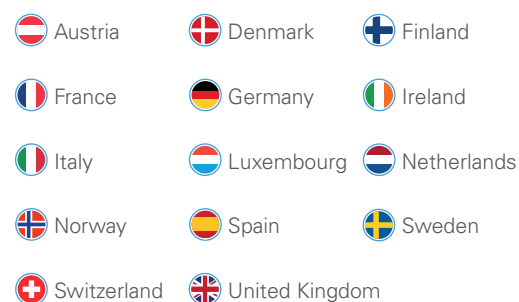 Austria Denmark Finland
France Germany Ireland
Italy Luxembourg Netherlands
Norway Spain Sweden
Switzerland United Kingdom